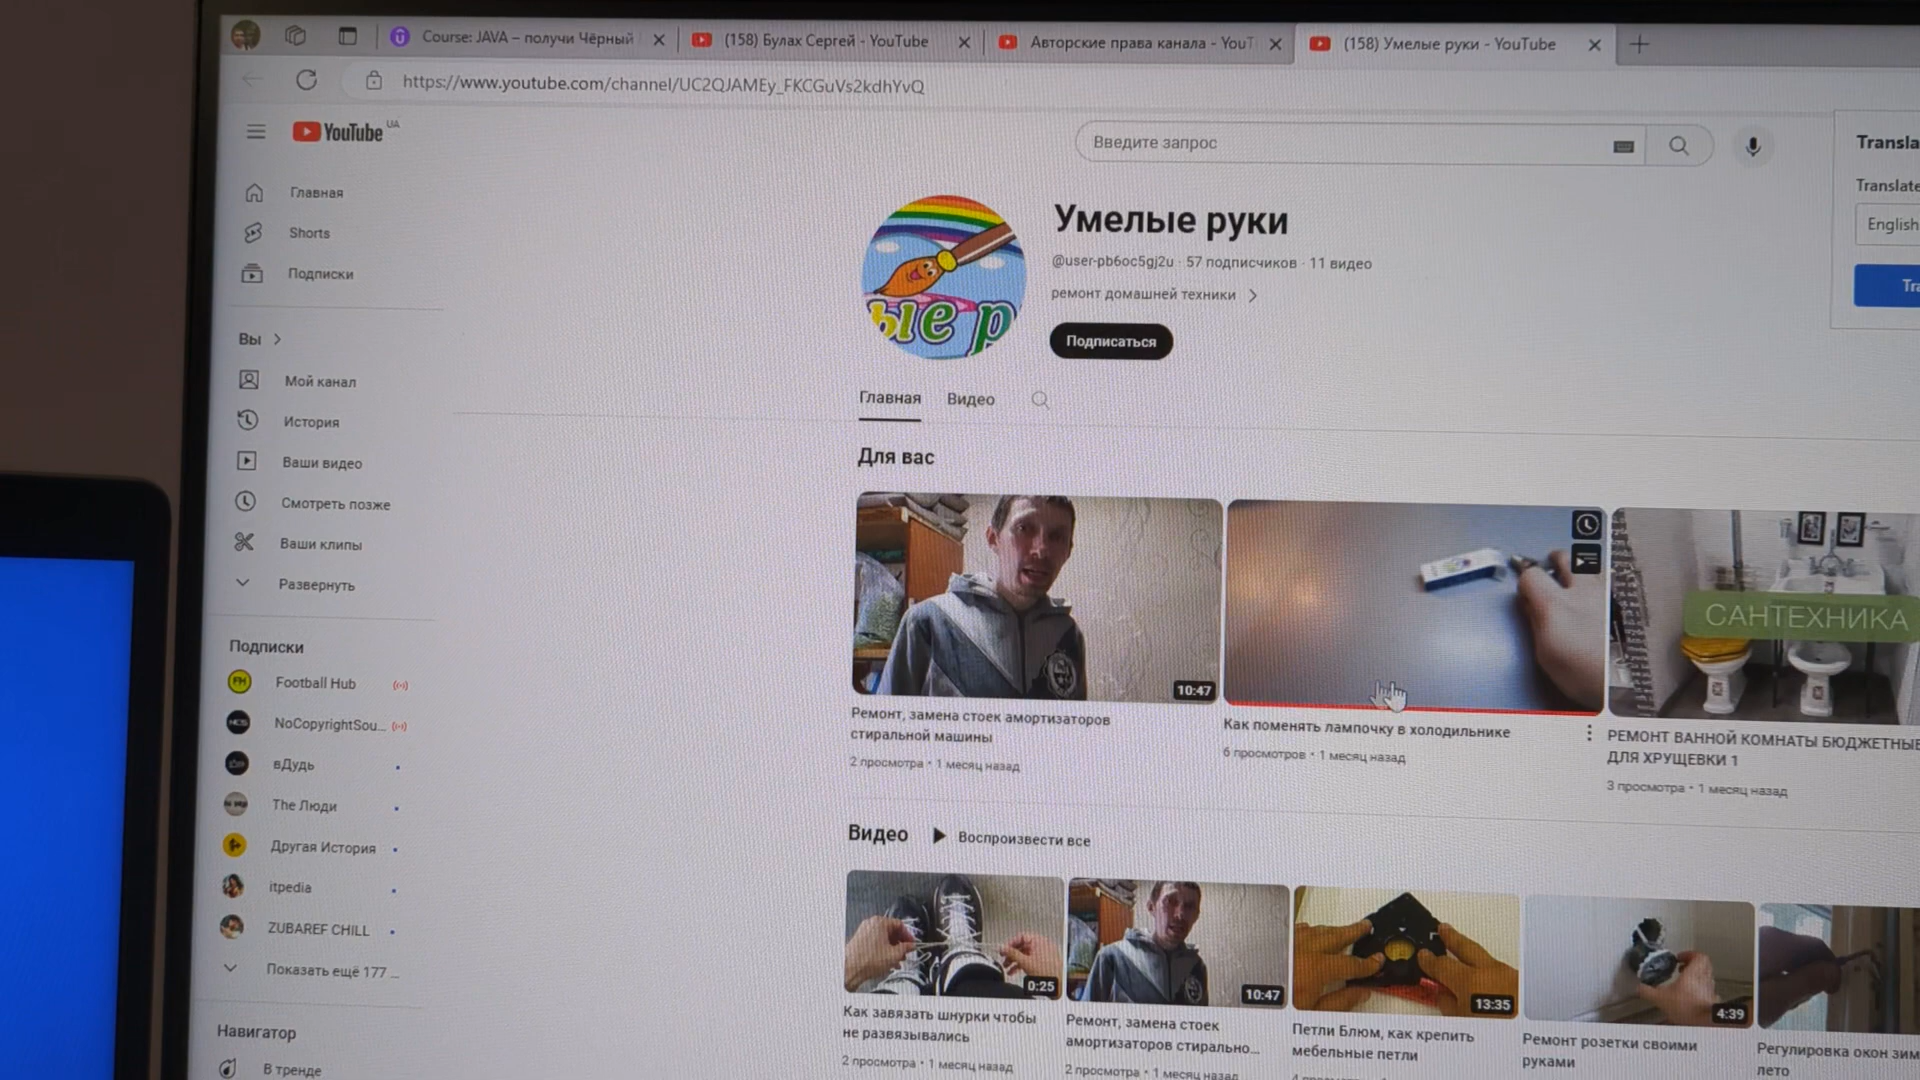 Course: JAVA – получи Чёрный
(158) Булах Сергей - YouTube
Авторские права канала - YouT
(158) Умелые руки - YouTube
https://www.youtube.com/channel/UC2QJAMEy_FKCGuVs2kdhYvQ
YouTube UA
Введите запрос
Transla
Translate
English
Tra
Главная
Shorts
Подписки
Вы
Мой канал
История
Ваши видео
Смотреть позже
Ваши клипы
Развернуть
Подписки
Football Hub
NoCopyrightSou...
вДудь
The Люди
Другая История
itpedia
ZUBAREF CHILL
Показать ещё 177 ...
Навигатор
В тренде
ые р
Умелые руки
@user-pb6oc5gj2u · 57 подписчиков · 11 видео
ремонт домашней техники
Подписаться
Главная
Видео
Для вас
10:47
Ремонт, замена стоек амортизаторов
стиральной машины
2 просмотра • 1 месяц назад
Как поменять лампочку в холодильнике
6 просмотров • 1 месяц назад
САНТЕХНИКА
РЕМОНТ ВАННОЙ КОМНАТЫ БЮДЖЕТНЫЕ
ДЛЯ ХРУЩЕВКИ 1
3 просмотра • 1 месяц назад
Видео
Воспроизвести все
0:25
Как завязать шнурки чтобы
не развязывались
2 просмотра • 1 месяц назад
10:47
Ремонт, замена стоек
амортизаторов стирально...
2 просмотра • 1 месяц назад
13:35
Петли Блюм, как крепить
мебельные петли
4:39
Ремонт розетки своими
руками
Регулировка окон зим
лето